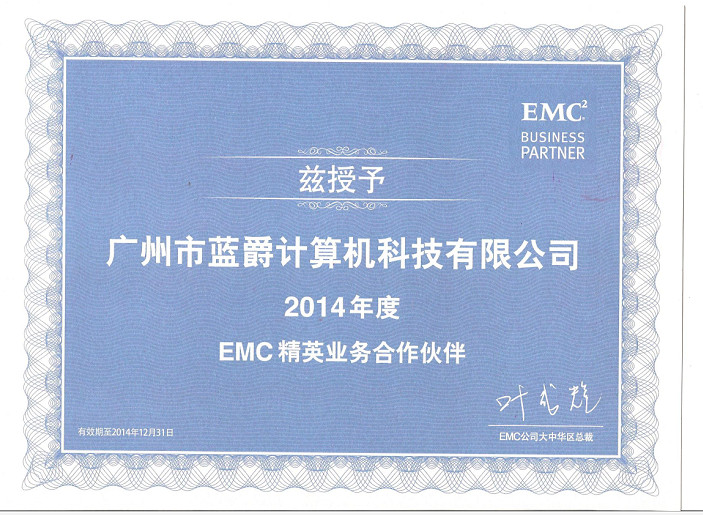 EMC²
BUSINESS
PARTNER
兹授予
广州市蓝爵计算机科技有限公司
2014年度
EMC精英业务合作伙伴
叶成辉
有效期至2014年12月31日
EMC公司大中华区总裁